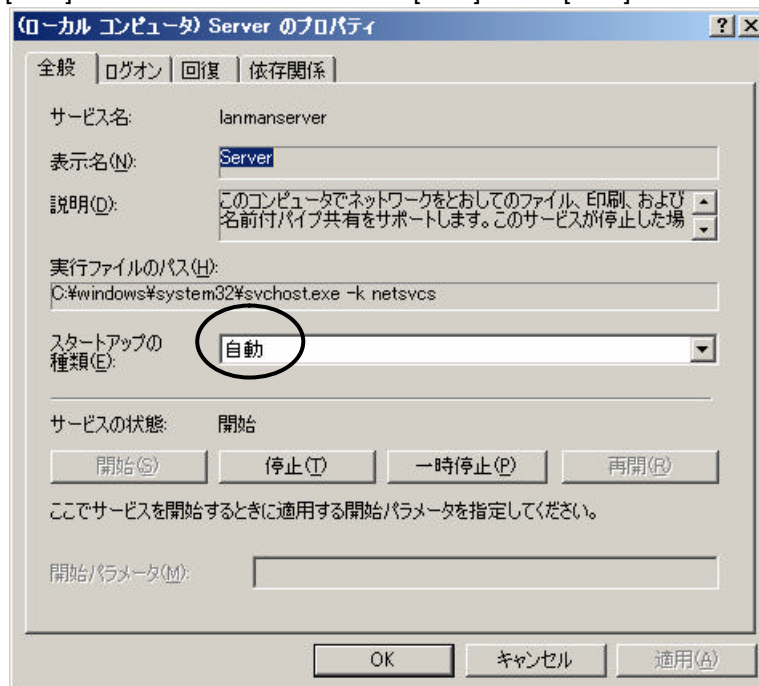 (ローカル コンピュータ) Server のプロパティ
全般 ログオン 回復 依存関係
サービス名: lanmanserver
表示名(N): Server
説明(D): このコンピュータでネットワークをとおしてのファイル、印刷、および
名前付パイプ共有をサポートします。このサービスが停止した場
実行ファイルのパス(H):
C:¥windows¥system32¥svchost.exe -k netsvcs
スタートアップの
種類(E): 自動
サービスの状態: 開始
開始(S) 停止(T) 一時停止(P) 再開(R)
ここでサービスを開始するときに適用する開始パラメータを指定してください。
開始パラメータ(M):
OK キャンセル 適用(A)